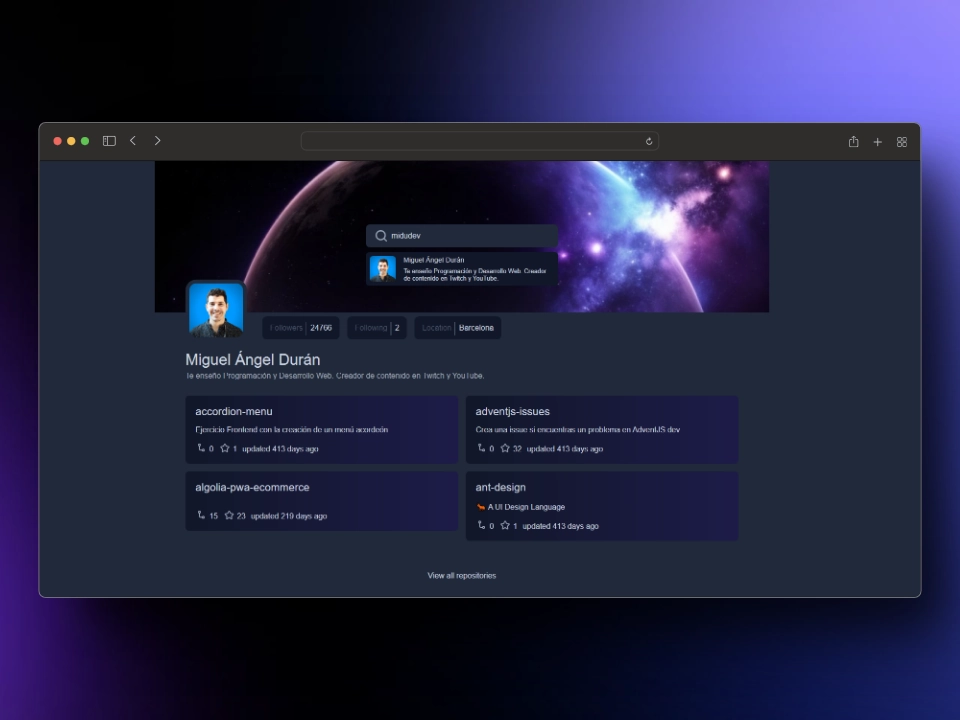 midudev
Miguel Ángel Durán
Te enseño Programación y Desarrollo Web. Creador
de contenido en Twitch y YouTube.
Followers 24766
Following 2
Location Barcelona
Miguel Ángel Durán
Te enseño Programación y Desarrollo Web. Creador de contenido en Twitch y YouTube.
accordion-menu
Ejercicio Frontend con la creación de un menú acordeón
0 1 updated 413 days ago
adventjs-issues
Crea una issue si encuentras un problema en AdventJS dev
0 32 updated 413 days ago
algolia-pwa-ecommerce
15 23 updated 219 days ago
ant-design
A UI Design Language
0 1 updated 413 days ago
View all repositories